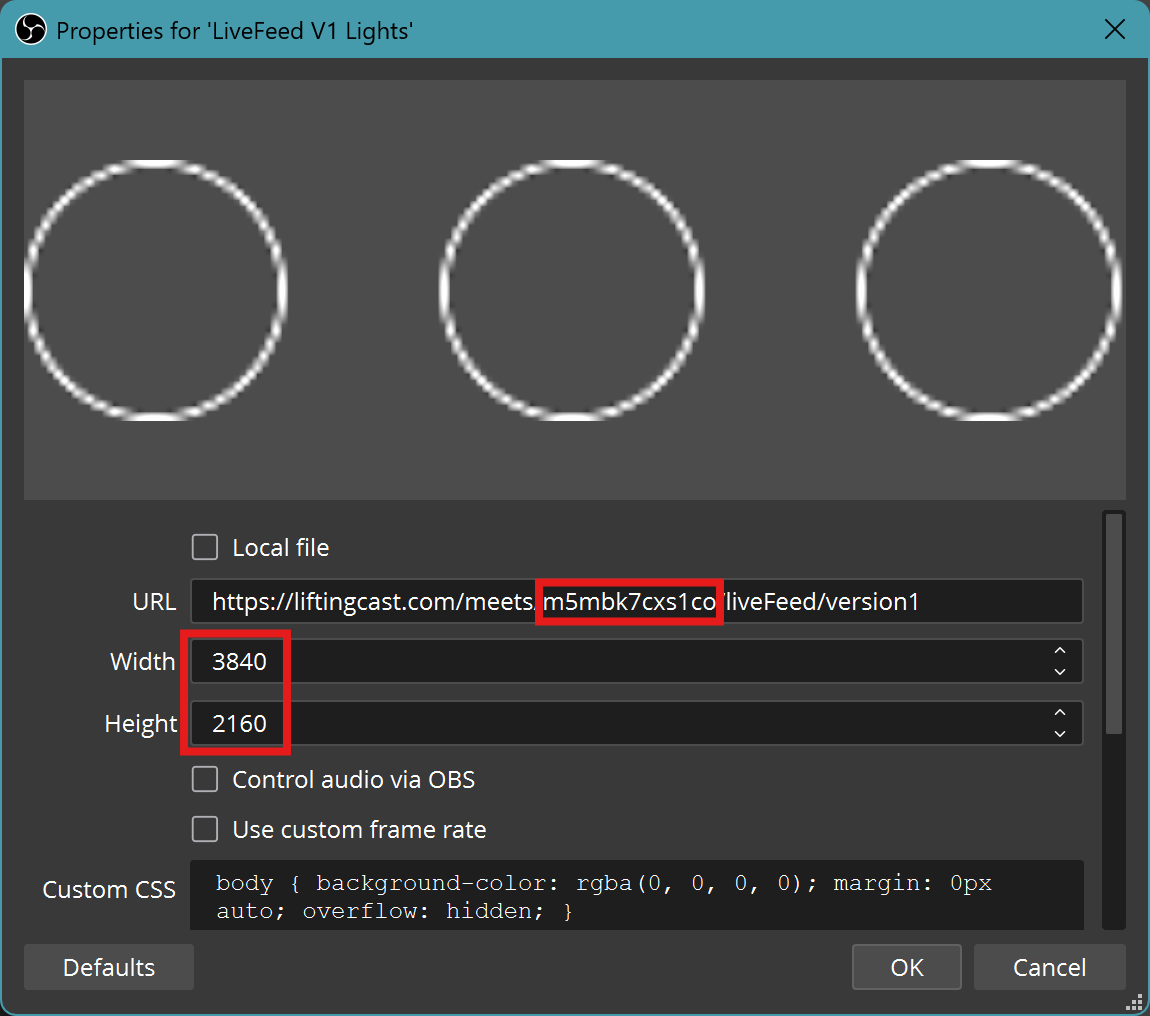 Properties for 'LiveFeed V1 Lights'
Local file
URL https://liftingcast.com/meets/m5mbk7cxs1co/liveFeed/version1
Width 3840
Height 2160
Control audio via OBS
Use custom frame rate
Custom CSS body { background-color: rgba(0, 0, 0, 0); margin: 0px
auto; overflow: hidden; }
Defaults OK Cancel